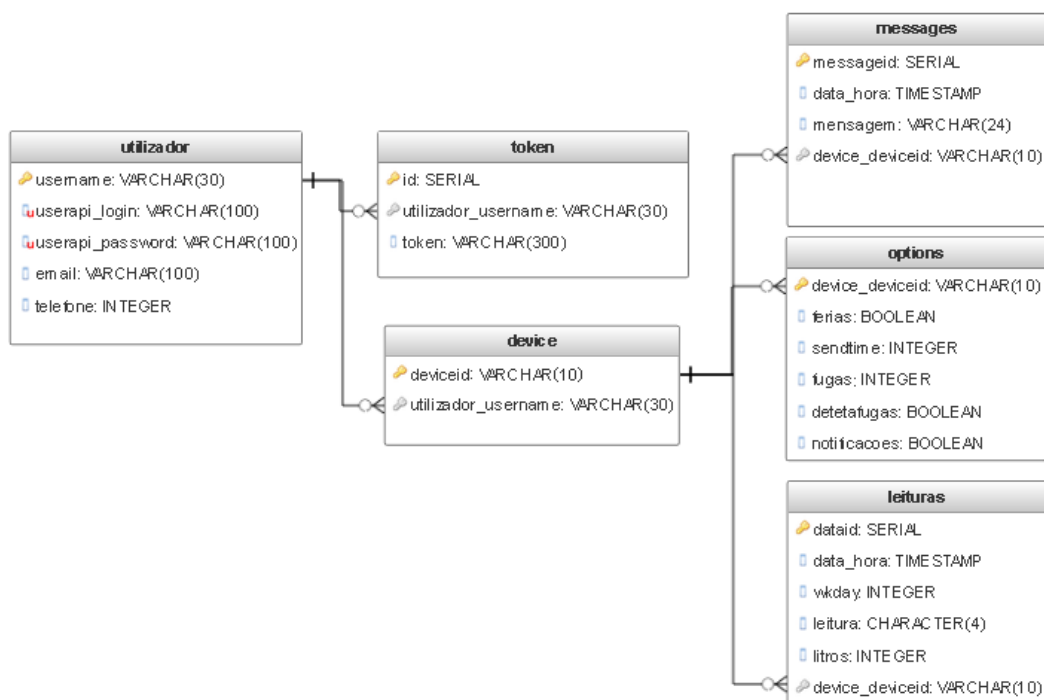 utilizador
username: VARCHAR(30)
userapi_login: VARCHAR(100)
userapi_password: VARCHAR(100)
email: VARCHAR(100)
telefone: INTEGER
token
id: SERIAL
utilizador_username: VARCHAR(30)
token: VARCHAR(300)
device
deviceid: VARCHAR(10)
utilizador_username: VARCHAR(30)
messages
messageid: SERIAL
data_hora: TIMESTAMP
mensagem: VARCHAR(24)
device_deviceid: VARCHAR(10)
options
device_deviceid: VARCHAR(10)
ferias: BOOLEAN
sendtime: INTEGER
fugas: INTEGER
detetafugas: BOOLEAN
notificacoes: BOOLEAN
leituras
dataid: SERIAL
data_hora: TIMESTAMP
wkday: INTEGER
leitura: CHARACTER(4)
litros: INTEGER
device_deviceid: VARCHAR(10)